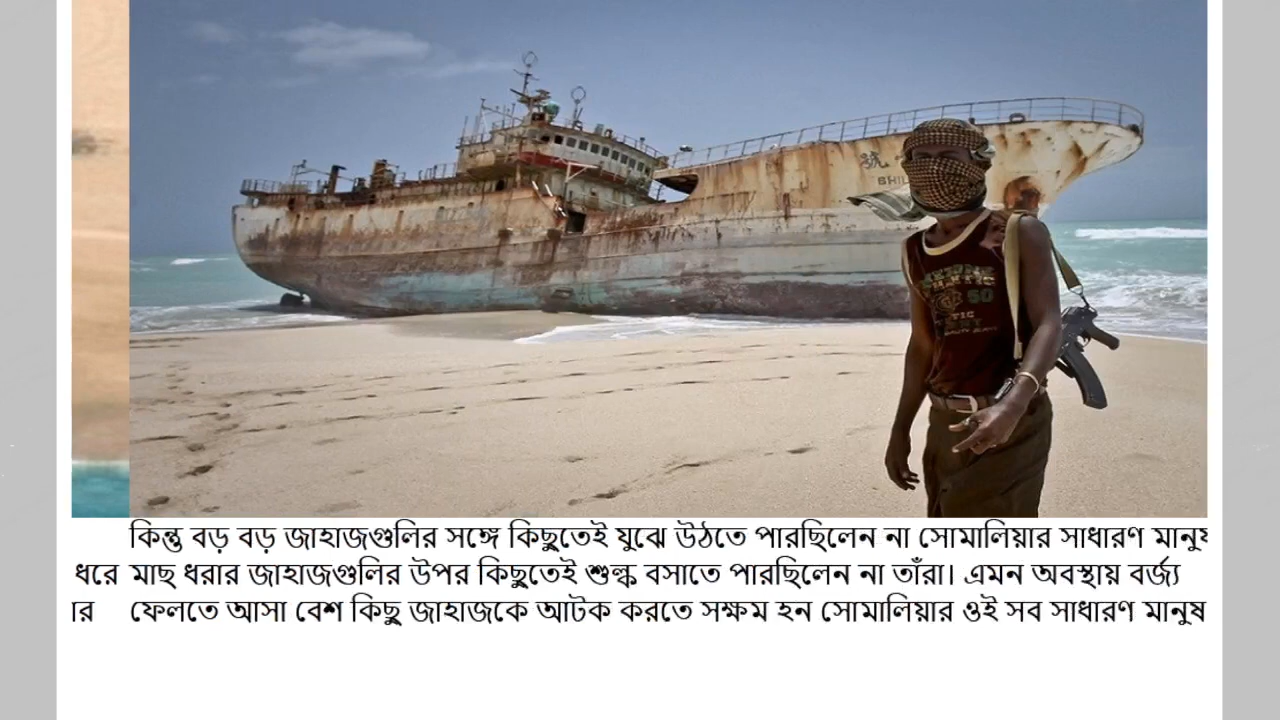 কিন্তু বড় বড় জাহাজগুলির সঙ্গে কিছুতেই যুঝে উঠতে পারছিলেন না সোমালিয়ার সাধারণ মানুষ
ধরে মাছ ধরার জাহাজগুলির উপর কিছুতেই শুল্ক বসাতে পারছিলেন না তাঁরা। এমন অবস্থায় বর্জ্য
ার ফেলতে আসা বেশ কিছু জাহাজকে আটক করতে সক্ষম হন সোমালিয়ার ওই সব সাধারণ মানুষ
50